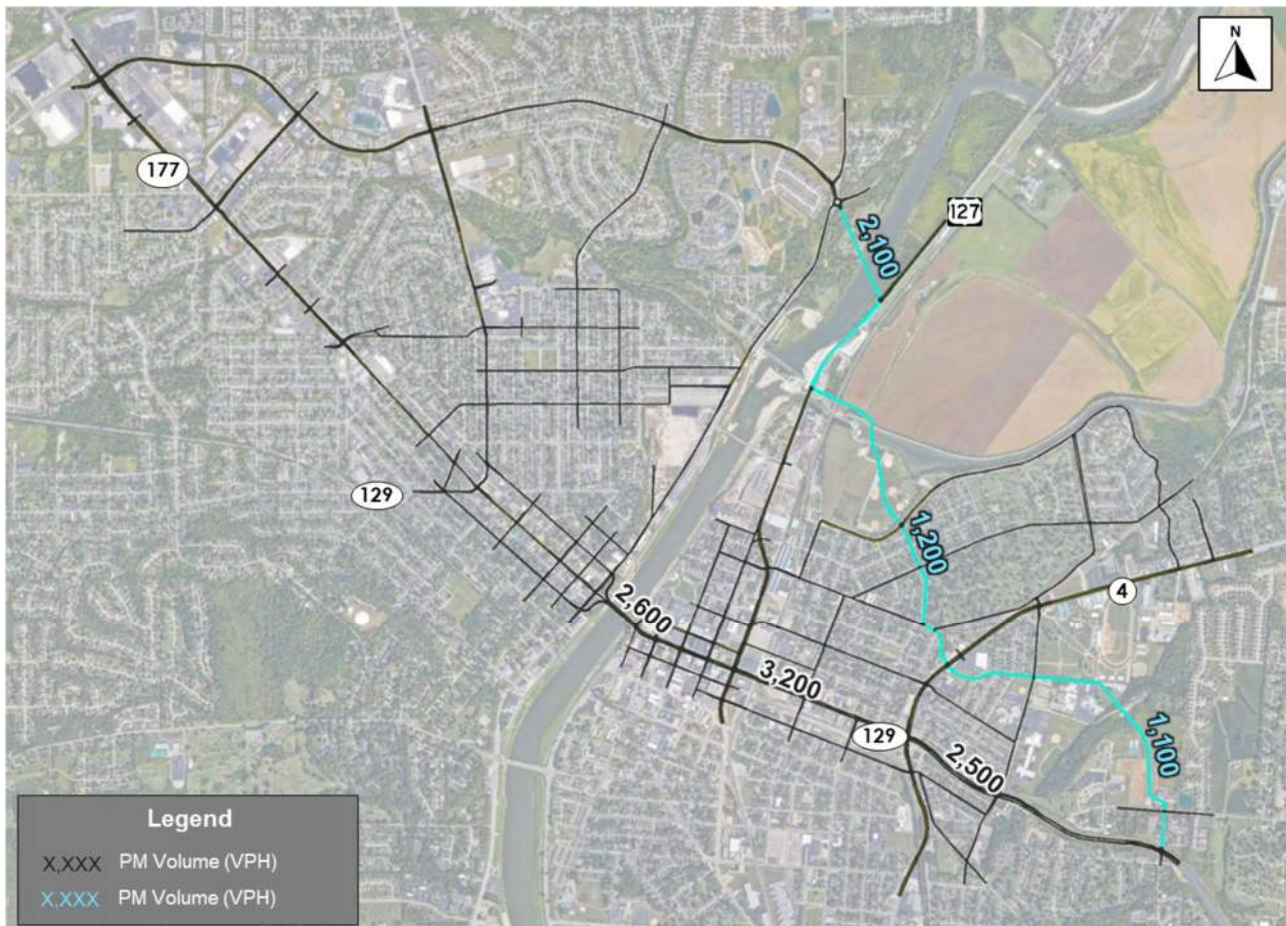 N
177
127
2,100
129
1,200
4
2,600
3,200
129
2,500
1,100
Legend
X,XXX PM Volume (VPH)
X,XXX PM Volume (VPH)